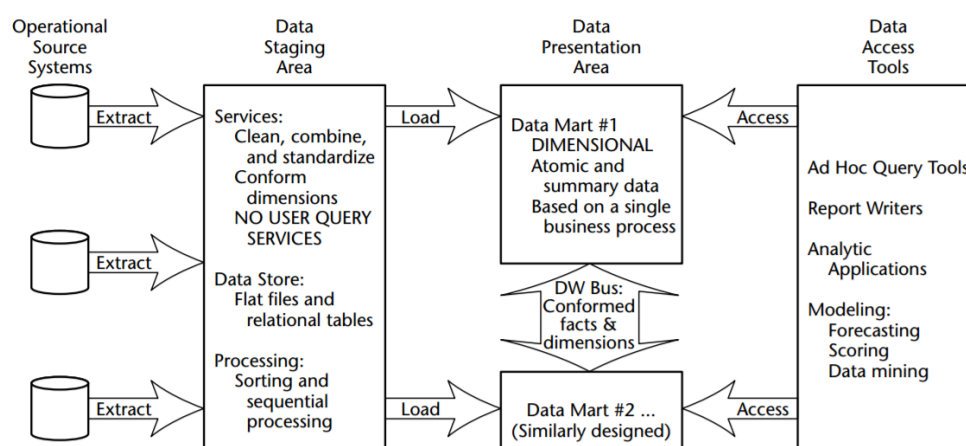 Operational
Source
Systems
Data
Staging
Area
Data
Presentation
Area
Data
Access
Tools
Extract
Extract
Extract
Services:
Clean, combine,
and standardize
Conform
dimensions
NO USER QUERY
SERVICES
Data Store:
Flat files and
relational tables
Processing:
Sorting and
sequential
processing
Load
Load
Data Mart #1
DIMENSIONAL
Atomic and
summary data
Based on a single
business process
DW Bus:
Conformed
facts &
dimensions
Data Mart #2 ...
(Similarly designed)
Access
Access
Ad Hoc Query Tools
Report Writers
Analytic
Applications
Modeling:
Forecasting
Scoring
Data mining